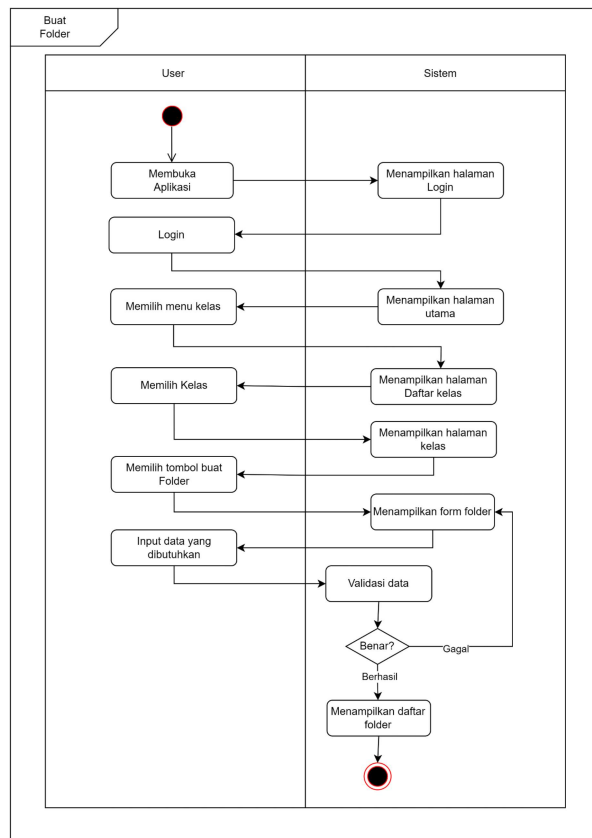 Buat
Folder
User
Sistem
Membuka
Aplikasi
Menampilkan halaman
Login
Login
Memilih menu kelas
Menampilkan halaman
utama
Memilih Kelas
Menampilkan halaman
Daftar kelas
Menampilkan halaman
kelas
Memilih tombol buat
Folder
Menampilkan form folder
Input data yang
dibutuhkan
Validasi data
Benar?
Gagal
Berhasil
Menampilkan daftar
folder